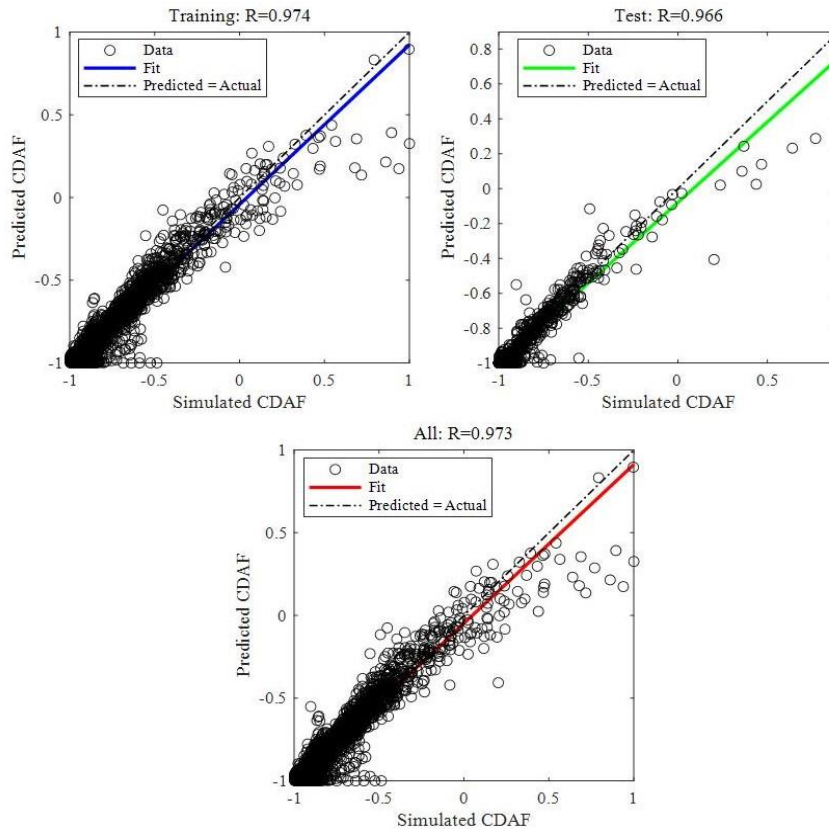 Training: R=0.974
1
0.5
0
-0.5
-1
Data
Fit
Predicted = Actual
Predicted CDAF
-1
-0.5
0
0.5
1
Simulated CDAF
Test: R=0.966
0.8
0.6
0.4
0.2
0
-0.2
-0.4
-0.6
-0.8
-1
Data
Fit
Predicted = Actual
Predicted CDAF
-1
-0.5
0
0.5
Simulated CDAF
All: R=0.973
1
0.5
0
-0.5
-1
Data
Fit
Predicted = Actual
Predicted CDAF
-1
-0.5
0
0.5
1
Simulated CDAF